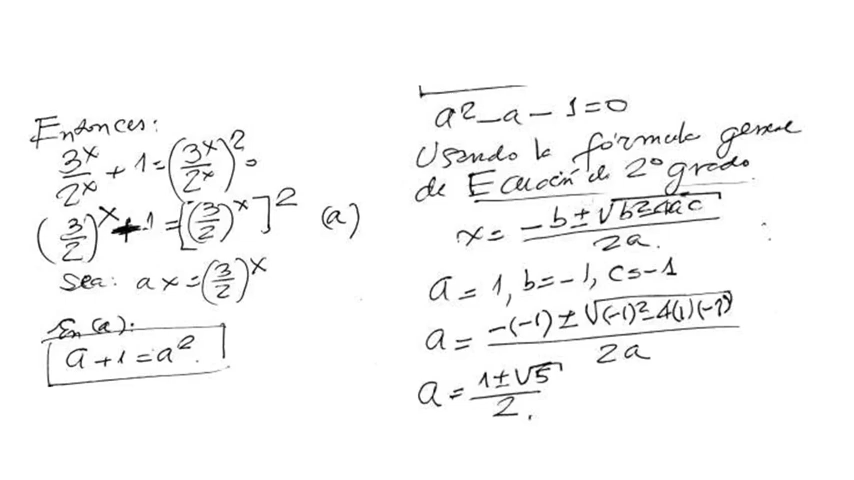 Entonces:
3^x/2^x + 1 = (3^x/2^x)^2 =
(3/2)^x + 1 = [(3/2)^x]^2 (a)
Sea: ax = (3/2)^x
En (a):
a + 1 = a^2.
a^2 - a - 1 = 0
Usando la fórmula general
de Ecuación de 2º grado
x = (-b ± √(b^2 - 4ac))/2a.
a = 1, b = -1, c = -1
a = (-(-1) ± √((-1)^2 - 4(1)(-1)))/2a
a = (1 ± √5)/2.